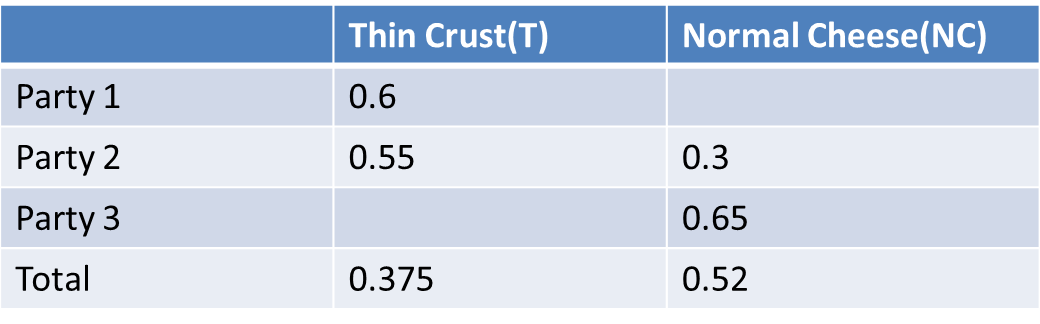 Thin Crust(T) Normal Cheese(NC)
Party 1 0.6
Party 2 0.55 0.3
Party 3 0.65
Total 0.375 0.52